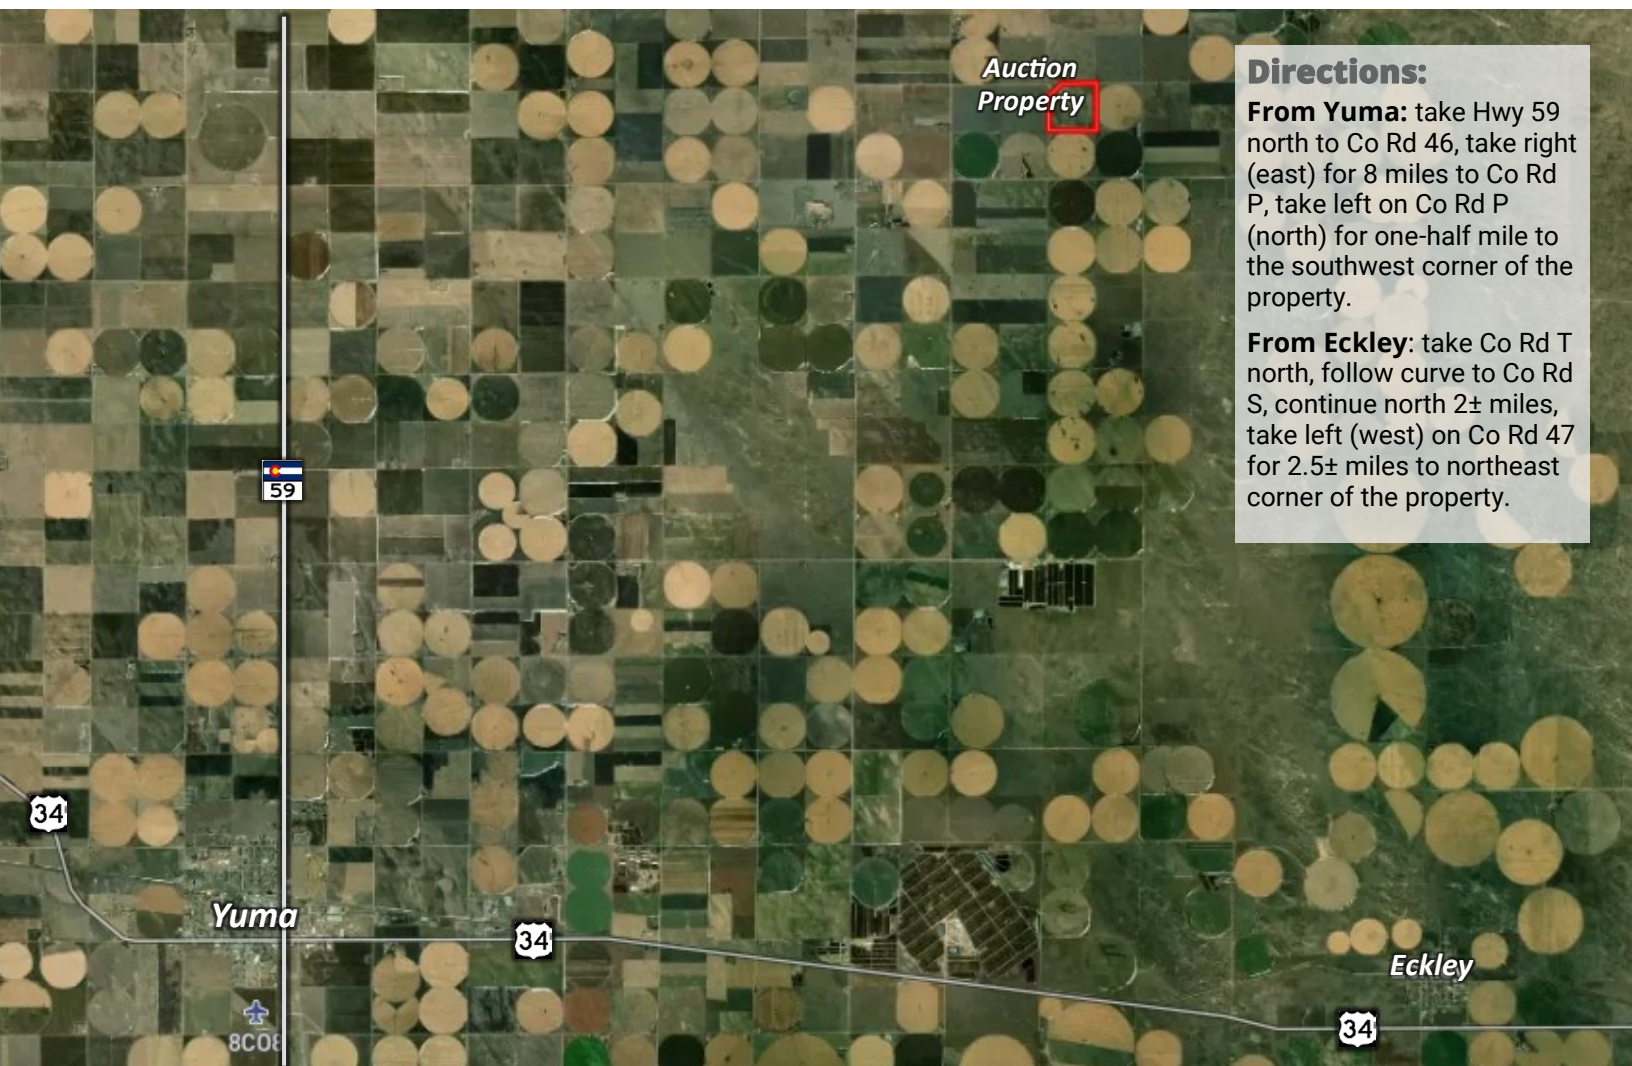 Auction
Property
Directions:
From Yuma: take Hwy 59
north to Co Rd 46, take right
(east) for 8 miles to Co Rd
P, take left on Co Rd P
(north) for one-half mile to
the southwest corner of the
property.
From Eckley: take Co Rd T
north, follow curve to Co Rd
S, continue north 2± miles,
take left (west) on Co Rd 47
for 2.5± miles to northeast
corner of the property.
59
34
Yuma
34
Eckley
8C08
34